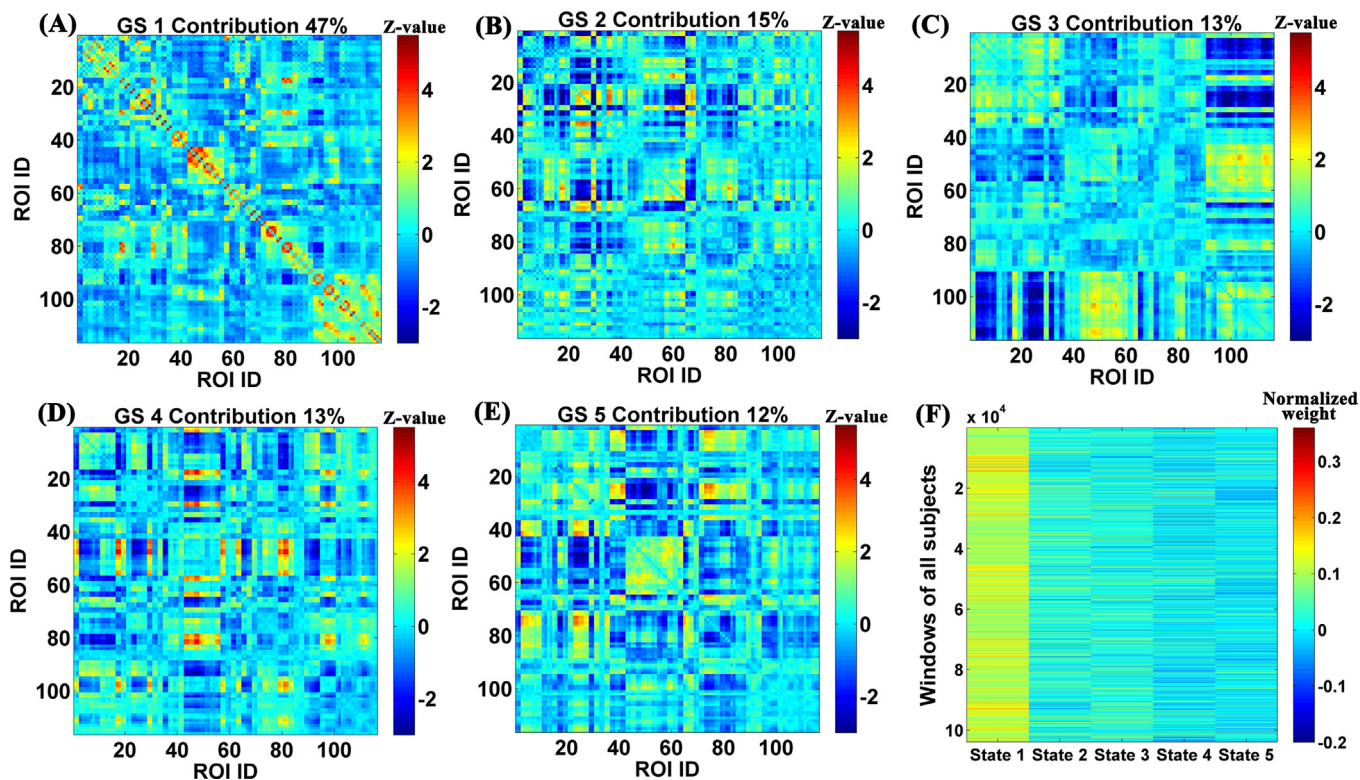 (A) GS 1 Contribution 47% Z-value
20
40
60
80
100
ROI ID
20 40 60 80 100
ROI ID
4
2
0
-2
(B) GS 2 Contribution 15% Z-value
20
40
60
80
100
ROI ID
20 40 60 80 100
ROI ID
4
2
0
-2
(C) GS 3 Contribution 13% Z-value
20
40
60
80
100
ROI ID
20 40 60 80 100
ROI ID
4
2
0
-2
(D) GS 4 Contribution 13% Z-value
20
40
60
80
100
ROI ID
20 40 60 80 100
ROI ID
4
2
0
-2
(E) GS 5 Contribution 12% Z-value
20
40
60
80
100
ROI ID
20 40 60 80 100
ROI ID
4
2
0
-2
(F)
x 10⁴
Normalized
weight
2
4
6
8
10
Windows of all subjects
State 1 State 2 State 3 State 4 State 5
0.3
0.2
0.1
0
-0.1
-0.2